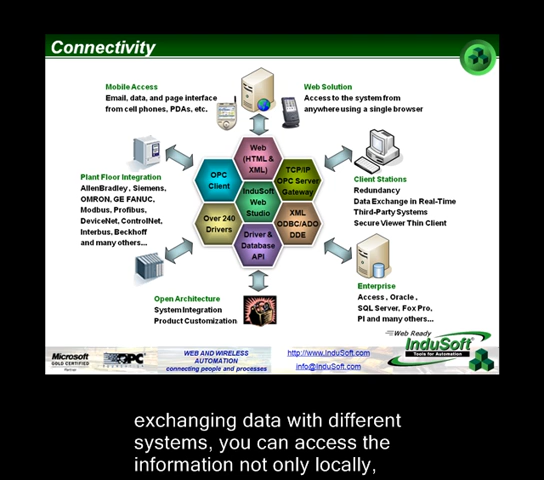 Connectivity
Mobile Access
Email, data, and page interface
from cell phones, PDAs, etc.
Web Solution
Access to the system from
anywhere using a single browser
Plant Floor Integration
AllenBradley , Siemens,
OMRON, GE FANUC,
Modbus, Profibus,
DeviceNet, ControlNet,
Interbus, Beckhoff
and many others...
Web
(HTML &
XML)
OPC
Client
TCP/IP
OPC Server
Gateway
InduSoft
Web
Studio
Over 240
Drivers
XML
ODBC/ADO
DDE
Driver &
Database
API
Client Stations
Redundancy
Data Exchange in Real-Time
Third-Party Systems
Secure Viewer Thin Client
Open Architecture
System Integration
Product Customization
Enterprise
Access , Oracle ,
SQL Server, Fox Pro,
PI and many others...
Microsoft
GOLD CERTIFIED
Partner
OPC
WEB AND WIRELESS
AUTOMATION
connecting people and processes
http://www.InduSoft.com
info@InduSoft.com
Web Ready
InduSoft
Tools for Automation
exchanging data with different
systems, you can access the
information not only locally,